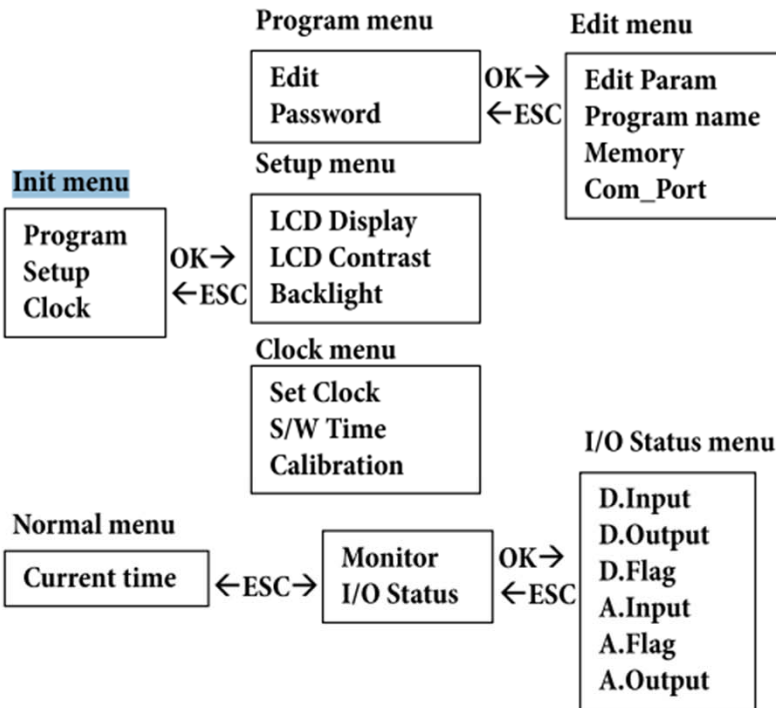 Program menu
Edit
Password
OK→
←ESC
Edit menu
Edit Param
Program name
Memory
Com_Port
Init menu
Program
Setup
Clock
OK→
←ESC
Setup menu
LCD Display
LCD Contrast
Backlight
Clock menu
Set Clock
S/W Time
Calibration
Normal menu
Current time
←ESC→
Monitor
I/O Status
OK→
←ESC
I/O Status menu
D.Input
D.Output
D.Flag
A.Input
A.Flag
A.Output